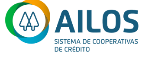 AILOS
SISTEMA DE COOPERATIVAS
DE CRÉDITO